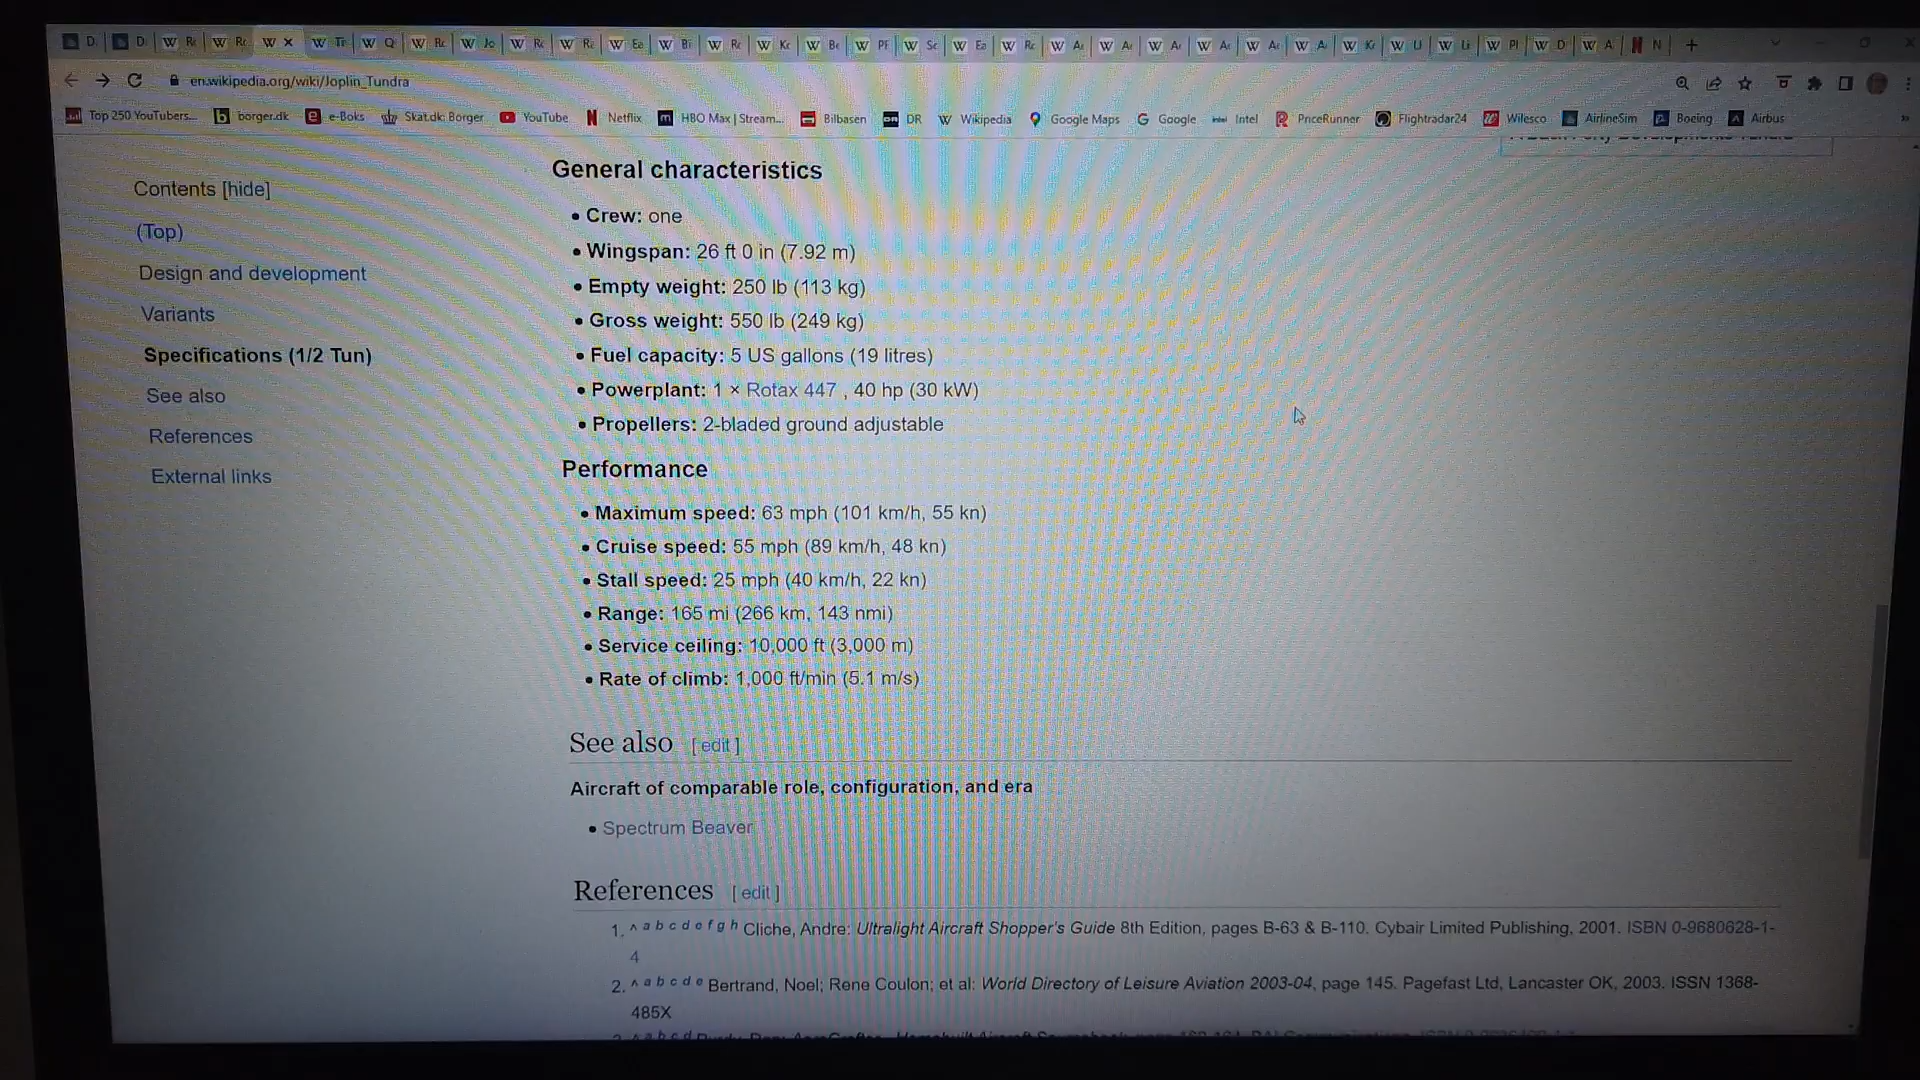 en.wikipedia.org/wiki/Joplin_Tundra
Top 250 YouTubers... borger.dk e-Boks Skat.dk: Borger YouTube Netflix HBO Max | Stream... Bilbasen DR Wikipedia Google Maps Google Intel PriceRunner Flightradar24 Wilesco AirlineSim Boeing Airbus
Contents [hide]
(Top)
Design and development
Variants
Specifications (1/2 Tun)
See also
References
External links
General characteristics
• Crew: one
• Wingspan: 26 ft 0 in (7.92 m)
• Empty weight: 250 lb (113 kg)
• Gross weight: 550 lb (249 kg)
• Fuel capacity: 5 US gallons (19 litres)
• Powerplant: 1 × Rotax 447 , 40 hp (30 kW)
• Propellers: 2-bladed ground adjustable
Performance
• Maximum speed: 63 mph (101 km/h, 55 kn)
• Cruise speed: 55 mph (89 km/h, 48 kn)
• Stall speed: 25 mph (40 km/h, 22 kn)
• Range: 165 mi (266 km, 143 nmi)
• Service ceiling: 10,000 ft (3,000 m)
• Rate of climb: 1,000 ft/min (5.1 m/s)
See also [ edit ]
Aircraft of comparable role, configuration, and era
• Spectrum Beaver
References [ edit ]
1. ^ a b c d e f g h Cliche, Andre: Ultralight Aircraft Shopper's Guide 8th Edition, pages B-63 & B-110. Cybair Limited Publishing, 2001. ISBN 0-9680628-1-
4
2. ^ a b c d e Bertrand, Noel; Rene Coulon; et al: World Directory of Leisure Aviation 2003-04, page 145. Pagefast Ltd, Lancaster OK, 2003. ISSN 1368-
485X